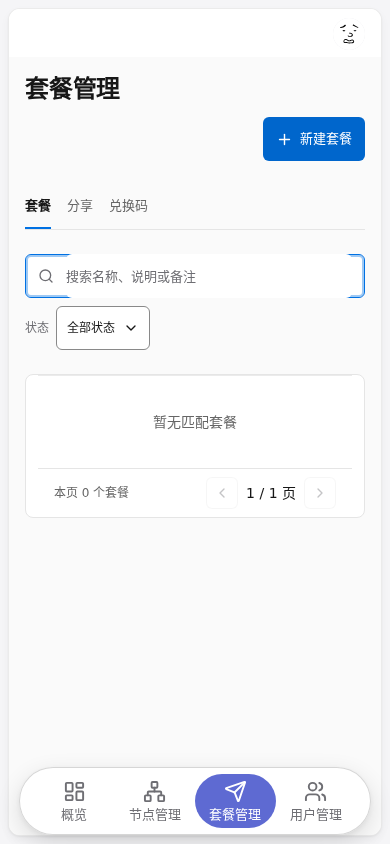 套餐管理
新建套餐
套餐 分享 兑换码
搜索名称、说明或备注
状态 全部状态
暂无匹配套餐
本页 0 个套餐 1 / 1 页
概览 节点管理 套餐管理 用户管理